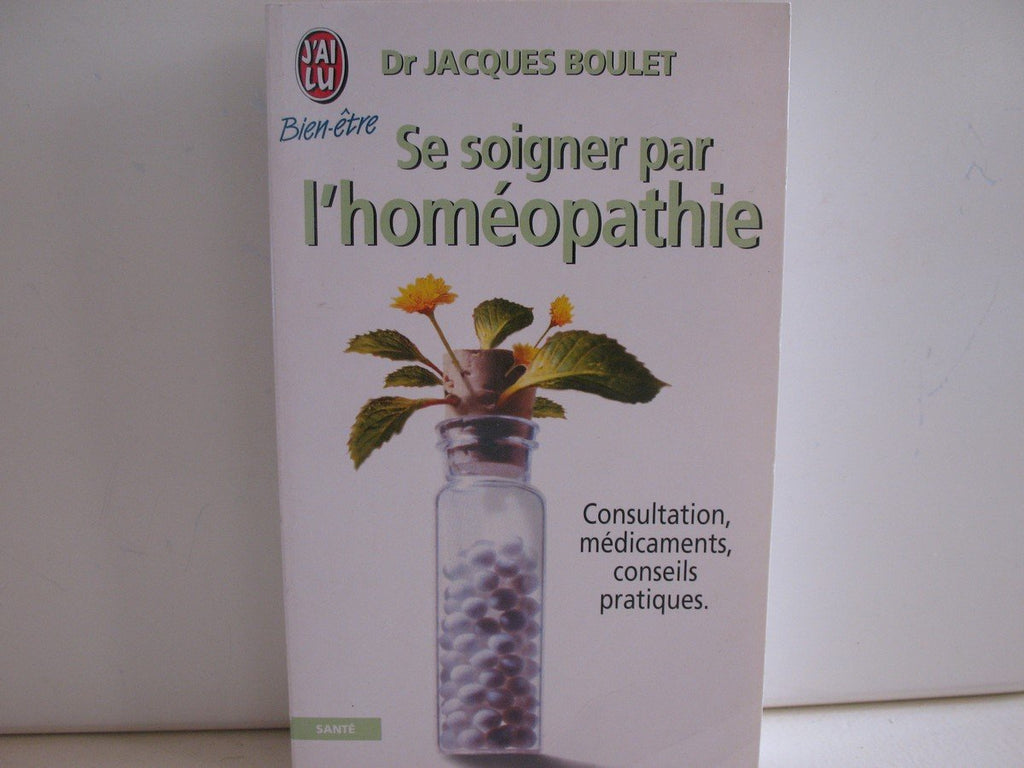 J'AI
LU
Dr JACQUES BOULET
Bien-être
Se soigner par
l'homéopathie
Consultation,
médicaments,
conseils
pratiques.
SANTÉ